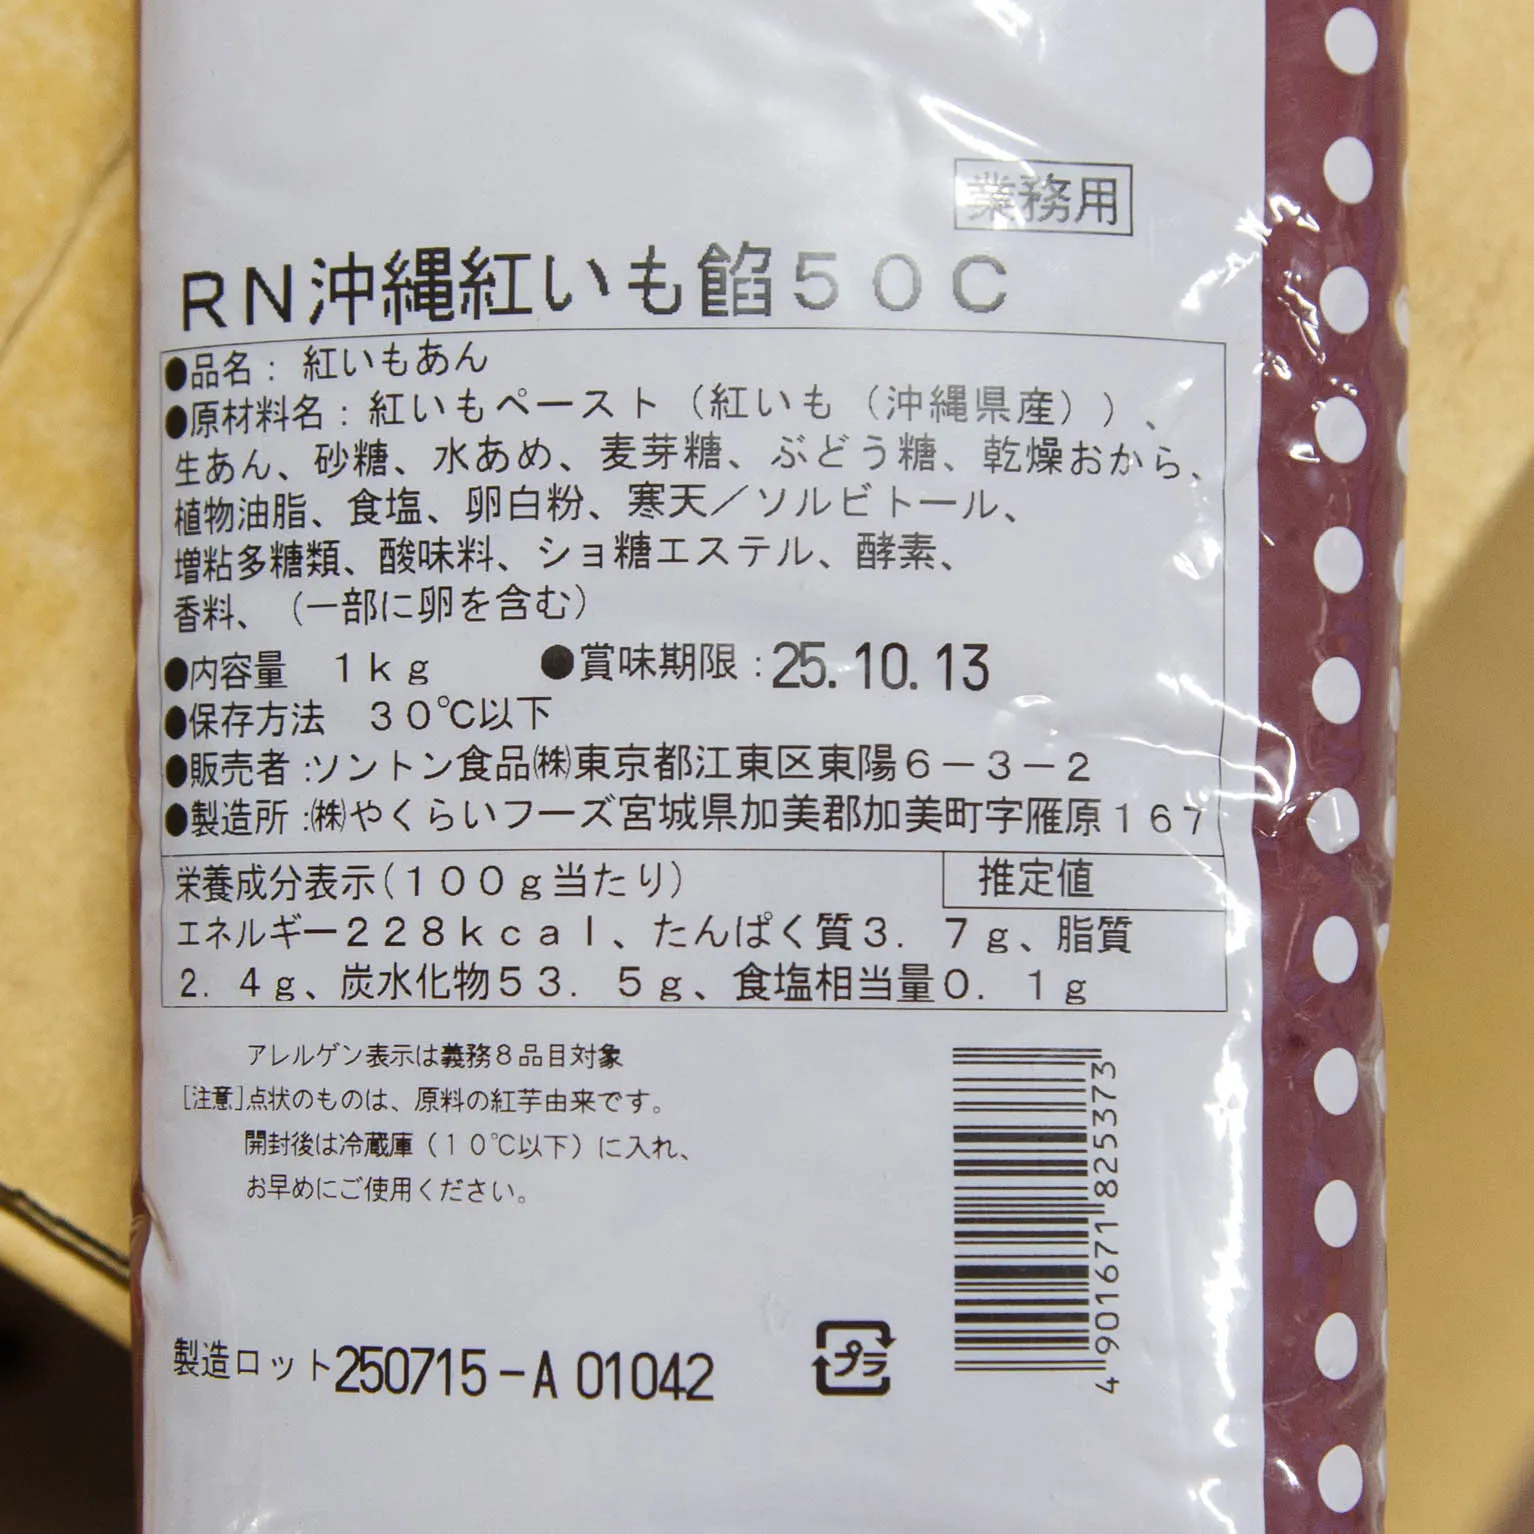 業務用
RN沖縄紅いも餡50C
●品名: 紅いもあん
●原材料名:紅いもペースト(紅いも(沖縄県産))、
生あん、砂糖、水あめ、麦芽糖、ぶどう糖、乾燥おから、
植物油脂、食塩、卵白粉、寒天/ソルビトール、
増粘多糖類、酸味料、ショ糖エステル、酵素、
香料、(一部に卵を含む)
●内容量 1kg ●賞味期限:25.10.13
●保存方法 30℃以下
●販売者:ソントン食品㈱東京都江東区東陽6-3-2
●製造所:㈱やくらいフーズ宮城県加美郡加美町字雁原167
栄養成分表示(100g当たり) 推定値
エネルギー228kcal、たんぱく質3.7g、脂質
2.4g、炭水化物53.5g、食塩相当量0.1g
アレルゲン表示は義務8品目対象
[注意]点状のものは、原料の紅芋由来です。
開封後は冷蔵庫(10℃以下)に入れ、
お早めにご使用ください。
4901671825373
製造ロット250715-A 01042
プラ